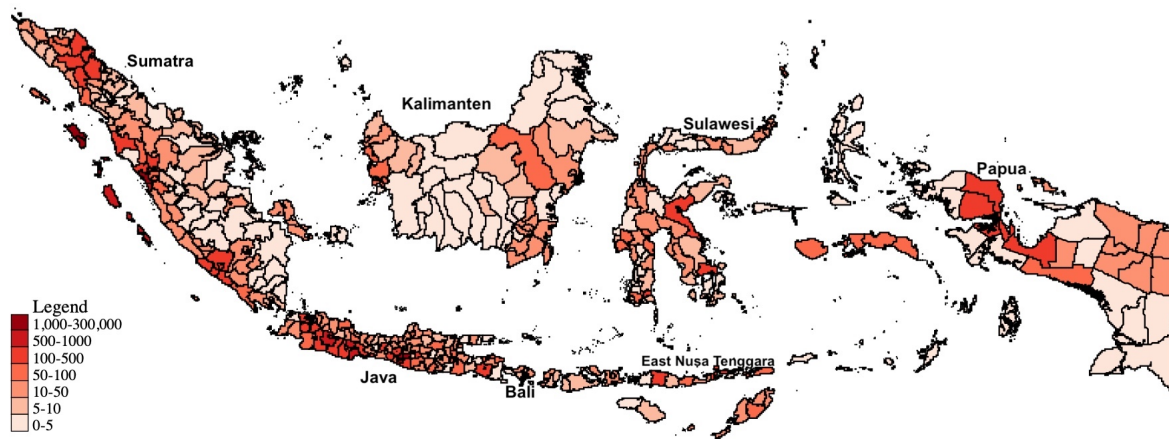 Sumatra
Kalimanten
Sulawesi
Papua
Legend
1,000-300,000
500-1000
100-500
50-100
10-50
5-10
0-5
East Nusa Tenggara
Java
Bali